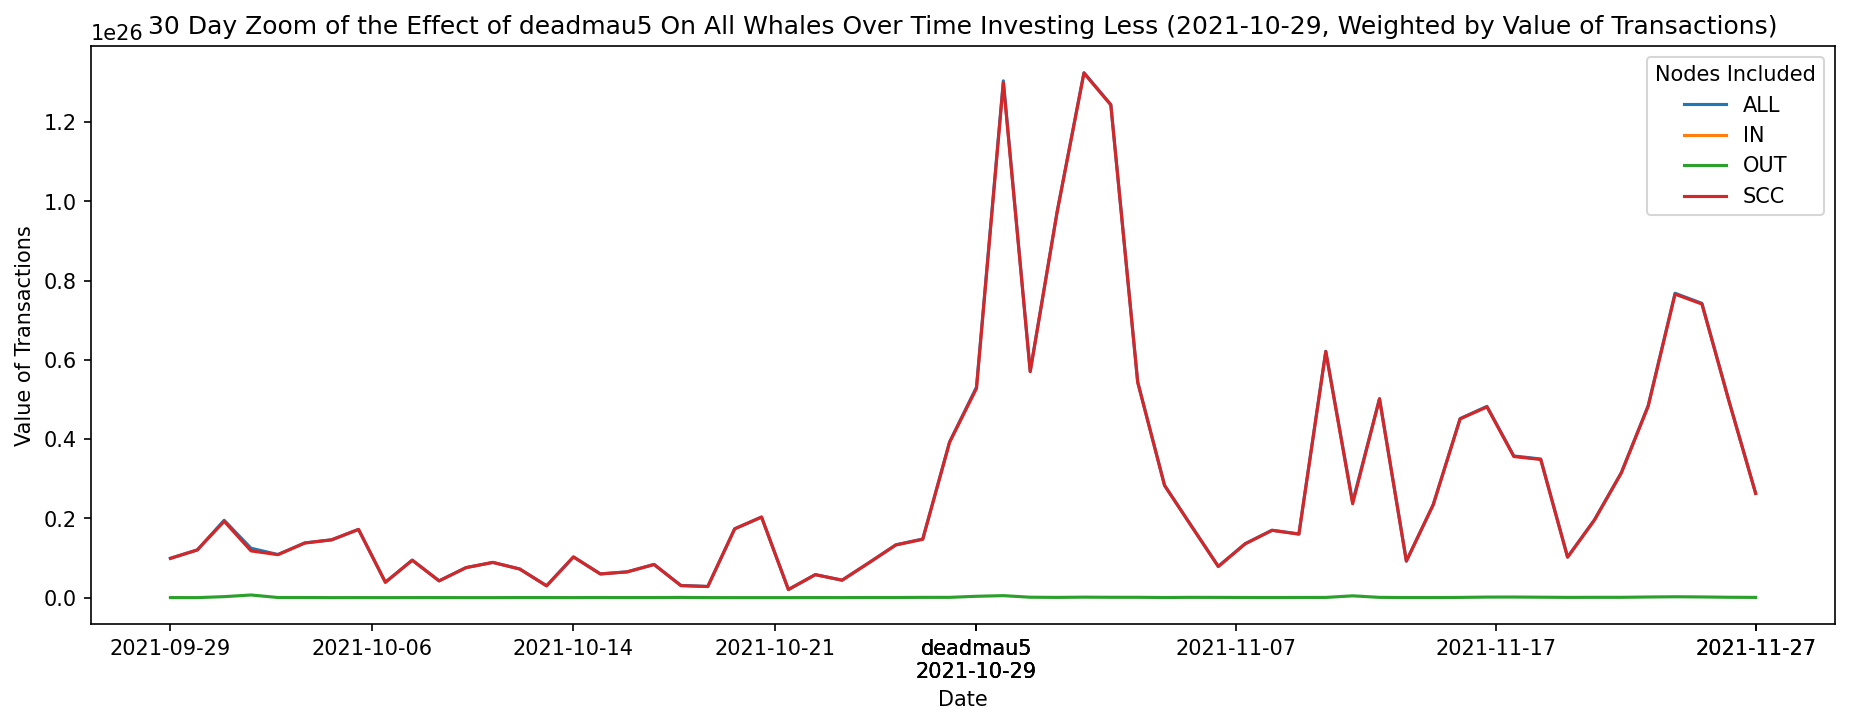 30 Day Zoom of the Effect of deadmau5 On All Whales Over Time Investing Less (2021-10-29, Weighted by Value of Transactions)
1e26
Nodes Included
ALL
IN
OUT
SCC
1.2
1.0
0.8
0.6
0.4
0.2
0.0
Value of Transactions
2021-09-29
2021-10-06
2021-10-14
2021-10-21
deadmau5
2021-10-29
2021-11-07
2021-11-17
2021-11-27
Date